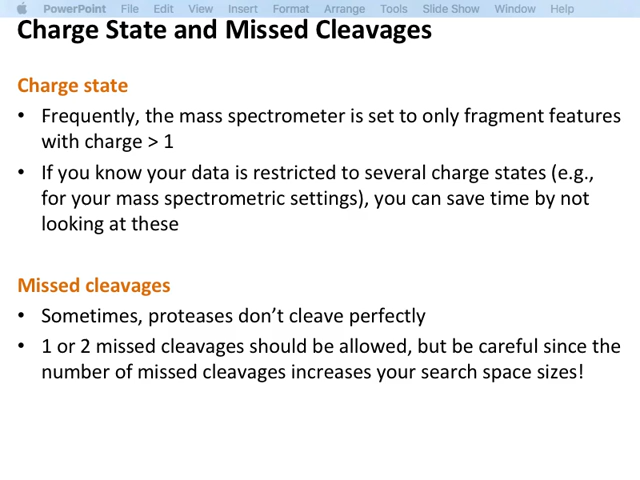 PowerPoint File Edit View Insert Format Arrange Tools Slide Show Window Help
Charge State and Missed Cleavages
Charge state
• Frequently, the mass spectrometer is set to only fragment features
with charge > 1
• If you know your data is restricted to several charge states (e.g.,
for your mass spectrometric settings), you can save time by not
looking at these
Missed cleavages
• Sometimes, proteases don’t cleave perfectly
• 1 or 2 missed cleavages should be allowed, but be careful since the
number of missed cleavages increases your search space sizes!